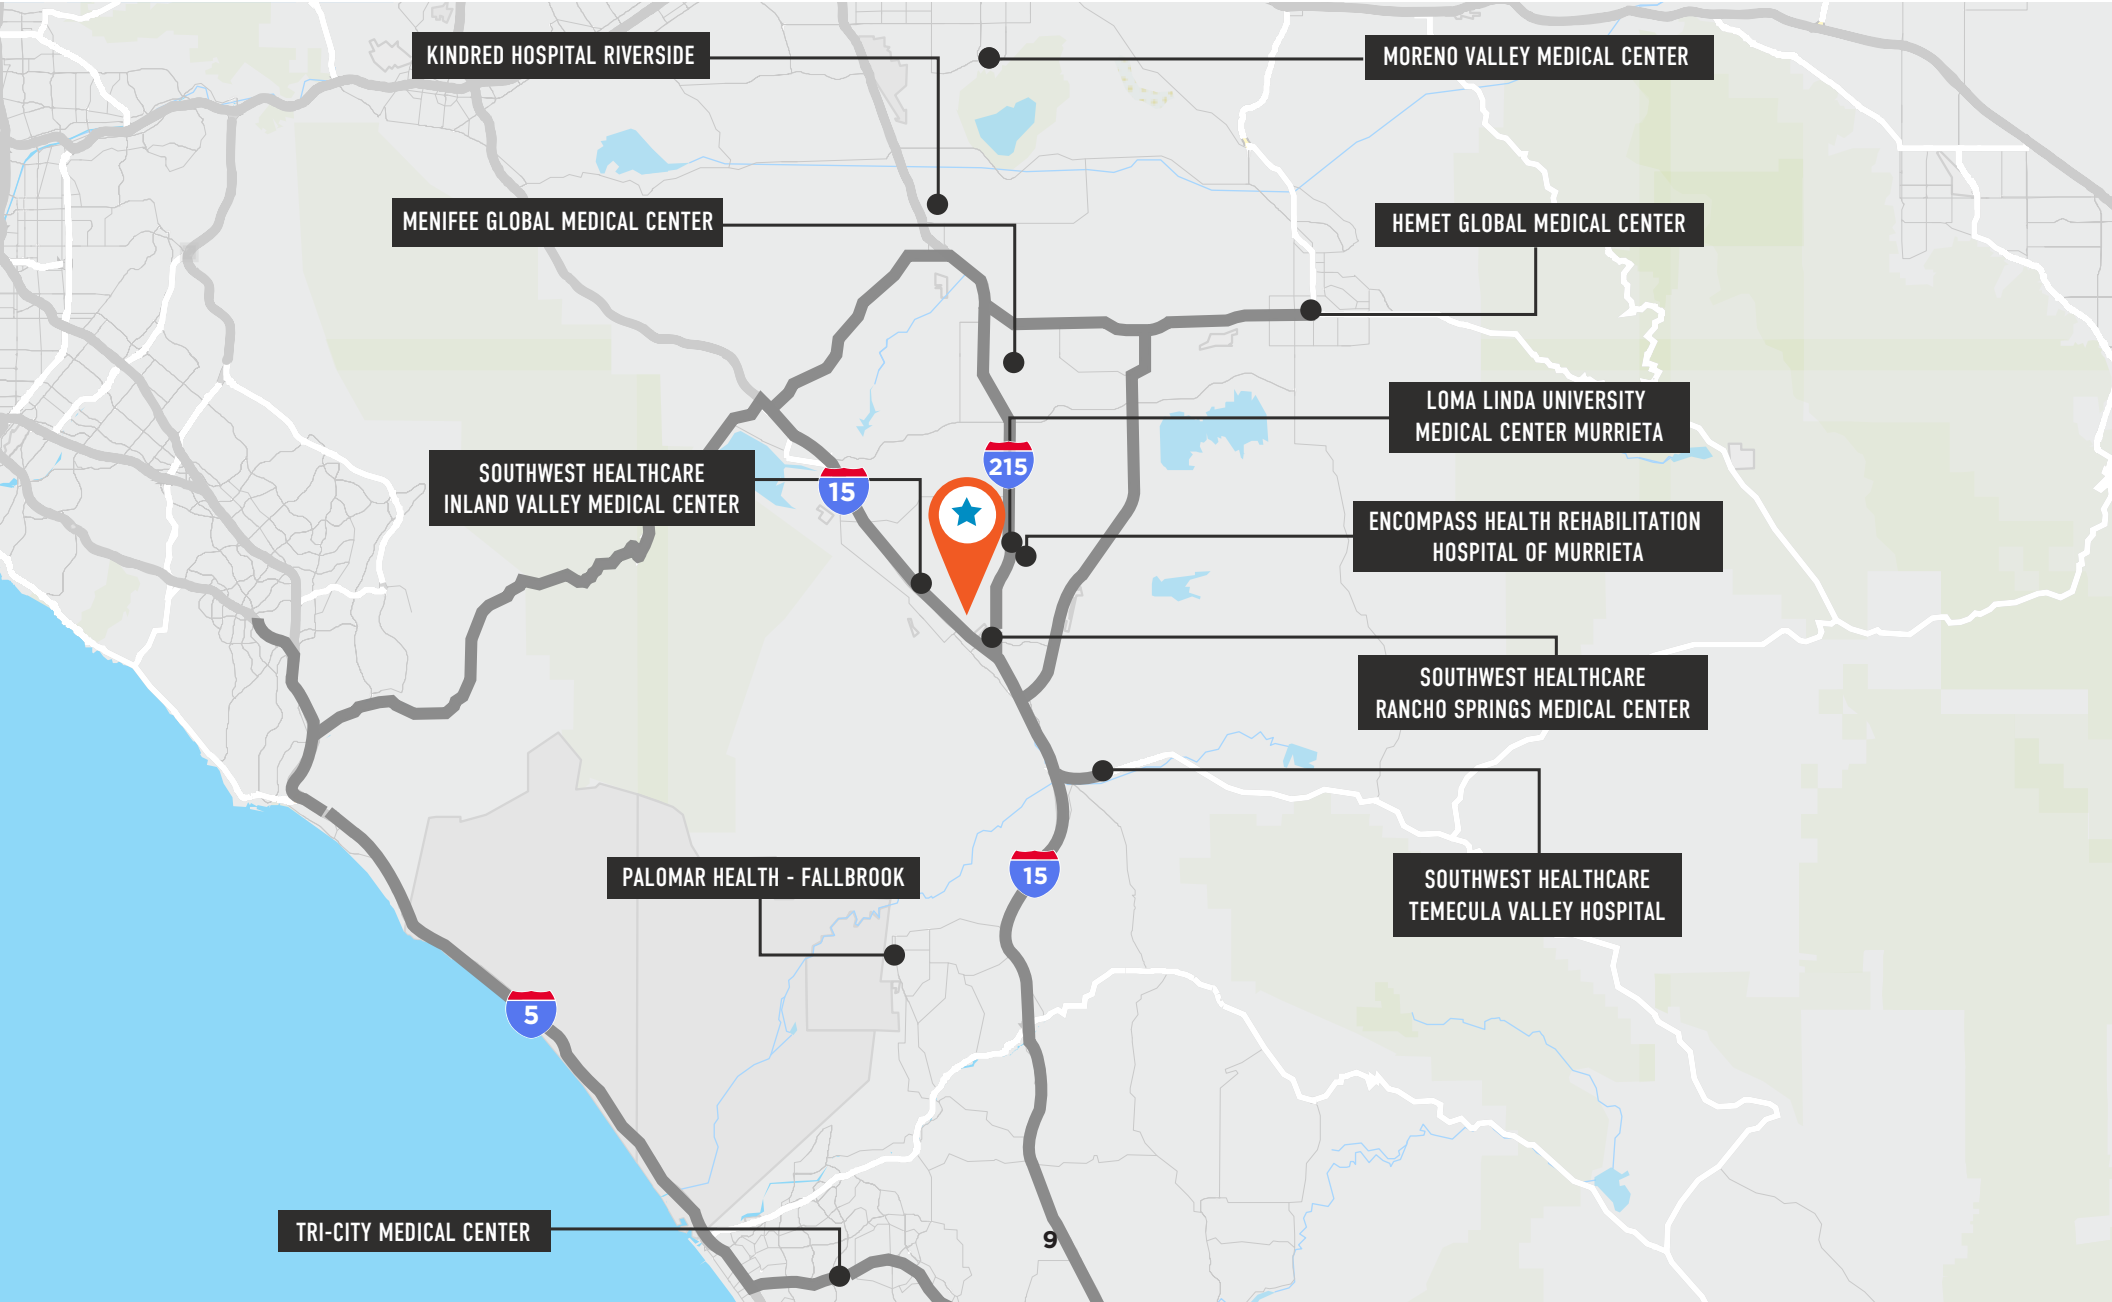 KINDRED HOSPITAL RIVERSIDE
MORENO VALLEY MEDICAL CENTER
MENIFEE GLOBAL MEDICAL CENTER
HEMET GLOBAL MEDICAL CENTER
LOMA LINDA UNIVERSITY
MEDICAL CENTER MURRIETA
215
SOUTHWEST HEALTHCARE
INLAND VALLEY MEDICAL CENTER
15
ENCOMPASS HEALTH REHABILITATION
HOSPITAL OF MURRIETA
SOUTHWEST HEALTHCARE
RANCHO SPRINGS MEDICAL CENTER
PALOMAR HEALTH - FALLBROOK
15
SOUTHWEST HEALTHCARE
TEMECULA VALLEY HOSPITAL
5
TRI-CITY MEDICAL CENTER
9